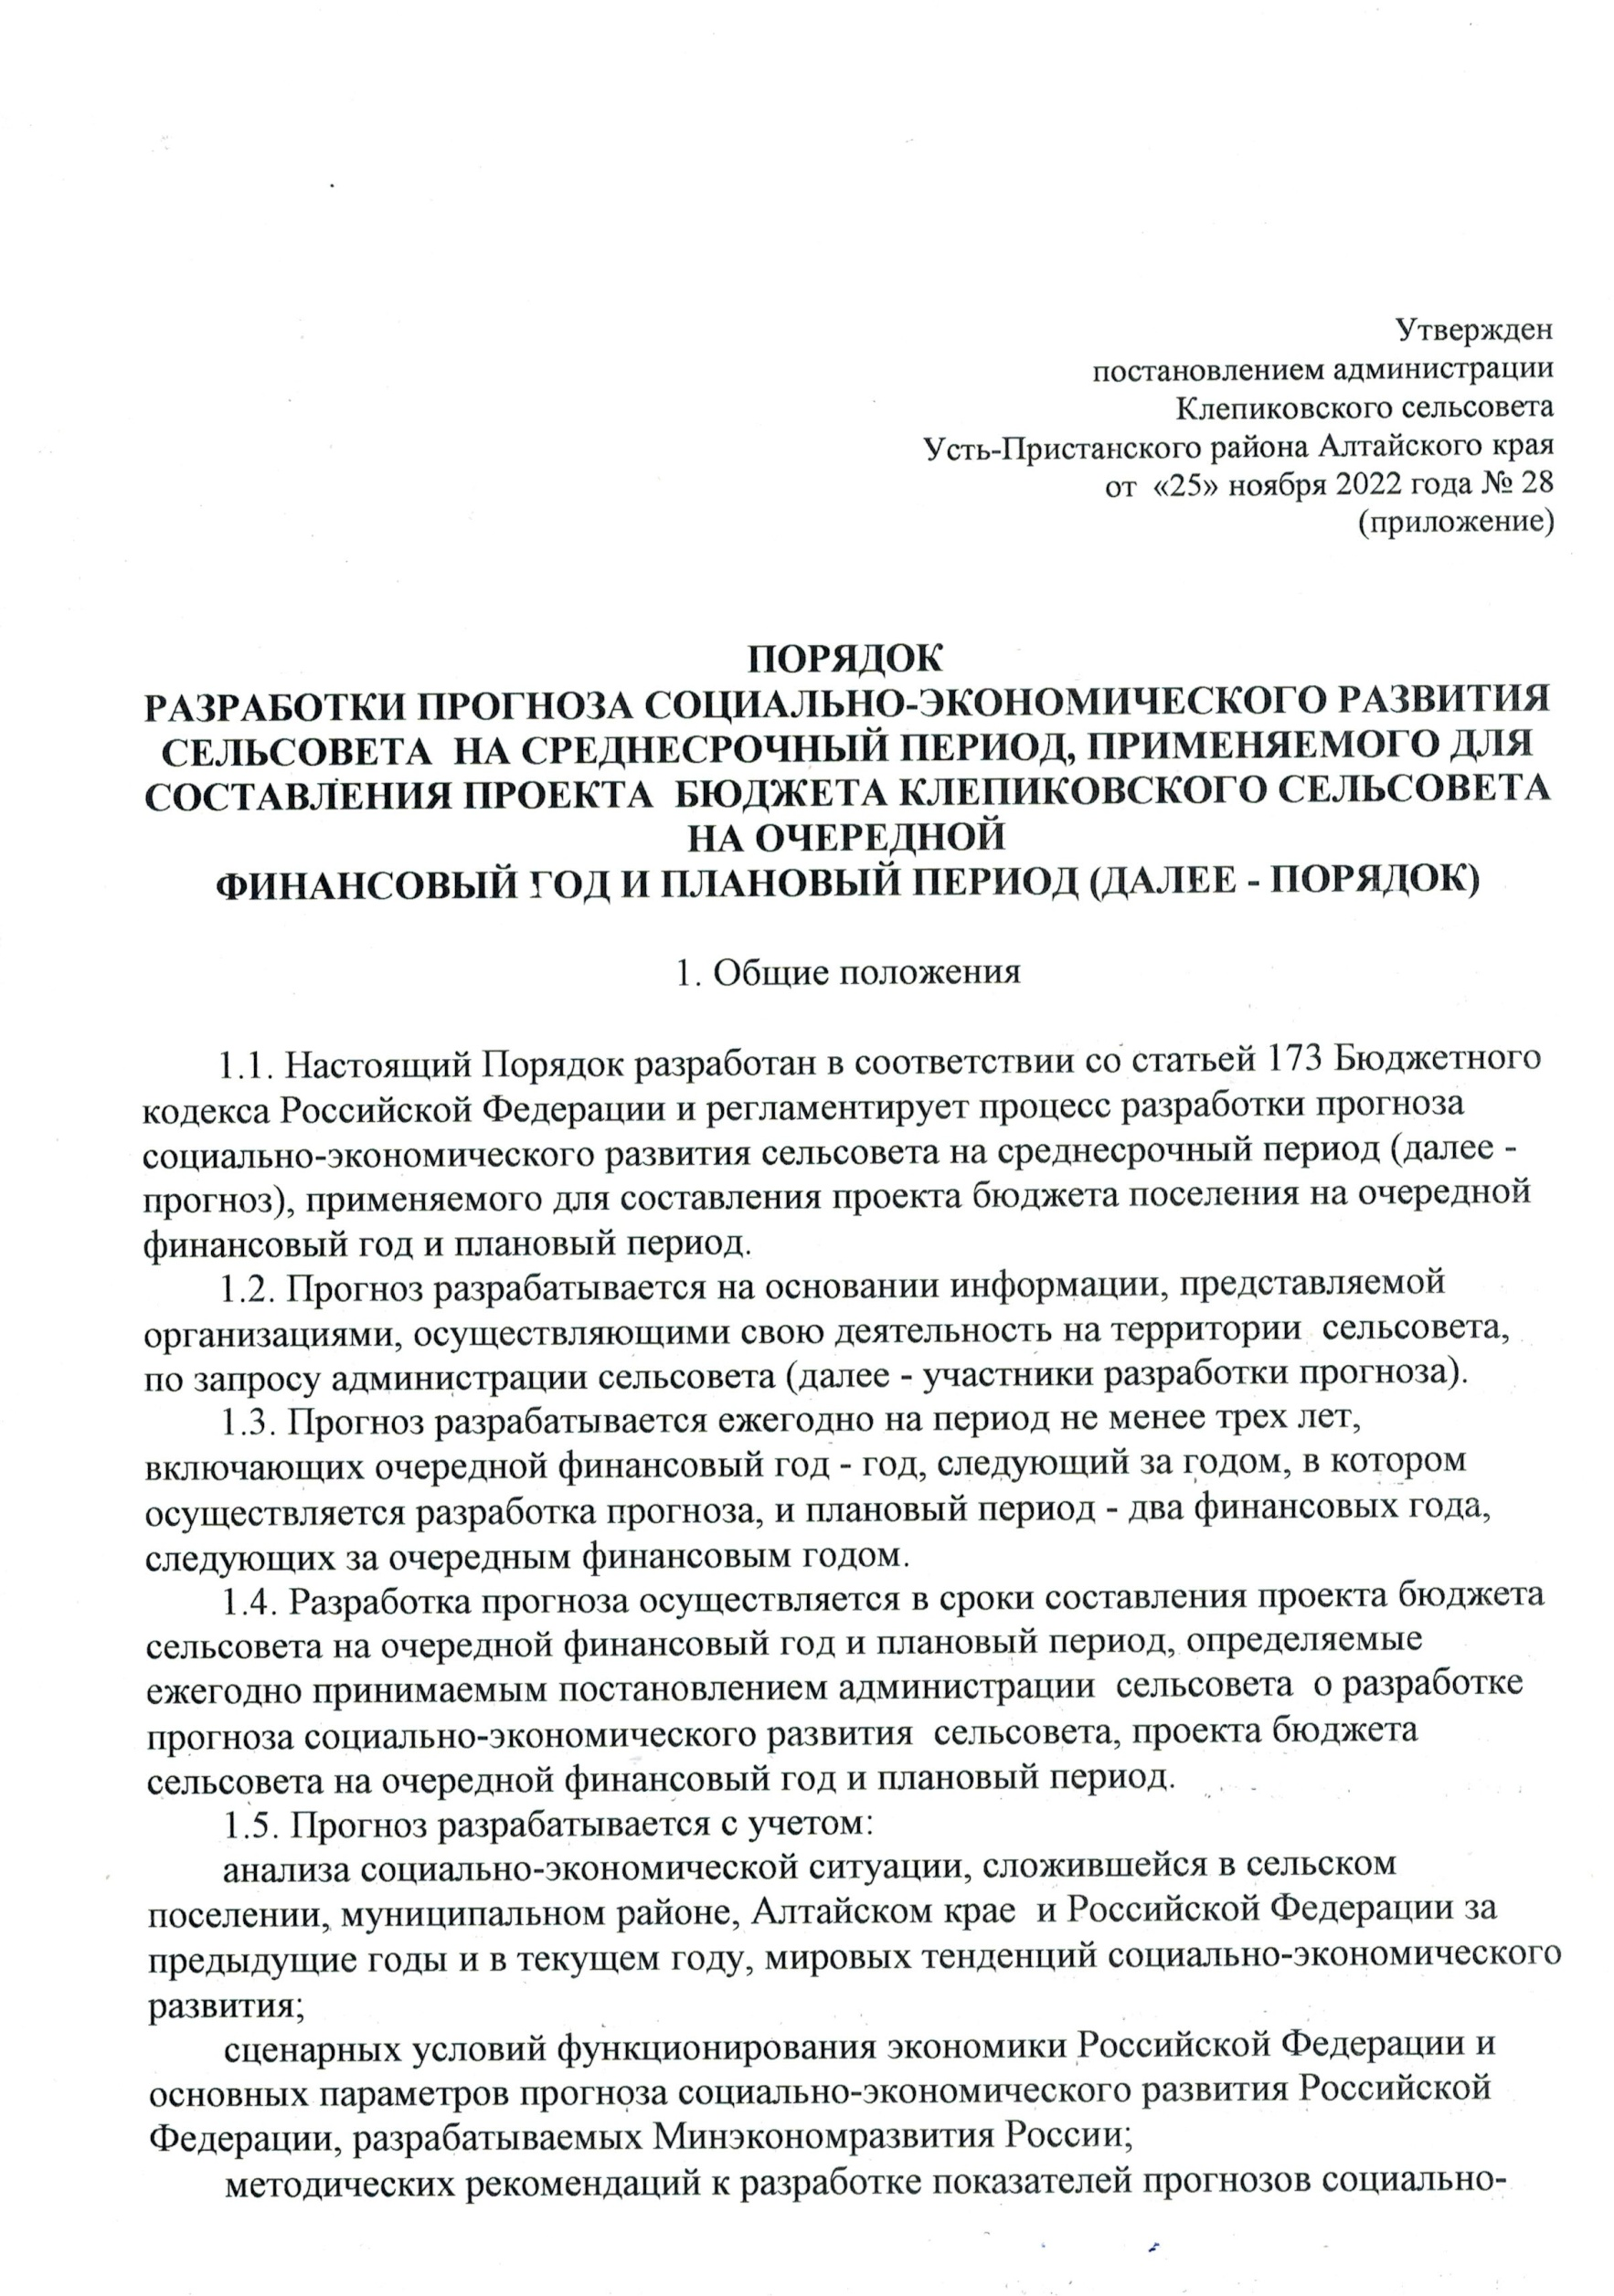 Утвержден
постановлением администрации
Клепиковского сельсовета
Усть-Пристанского района Алтайского края
от  «25» ноября 2022 года № 28
(приложение)
ПОРЯДОК
РАЗРАБОТКИ ПРОГНОЗА СОЦИАЛЬНО-ЭКОНОМИЧЕСКОГО РАЗВИТИЯ
СЕЛЬСОВЕТА  НА СРЕДНЕСРОЧНЫЙ ПЕРИОД, ПРИМЕНЯЕМОГО ДЛЯ
СОСТАВЛЕНИЯ ПРОЕКТА  БЮДЖЕТА КЛЕПИКОВСКОГО СЕЛЬСОВЕТА
НА ОЧЕРЕДНОЙ
ФИНАНСОВЫЙ ГОД И ПЛАНОВЫЙ ПЕРИОД (ДАЛЕЕ - ПОРЯДОК)
1. Общие положения
1.1. Настоящий Порядок разработан в соответствии со статьей 173 Бюджетного
кодекса Российской Федерации и регламентирует процесс разработки прогноза
социально-экономического развития сельсовета на среднесрочный период (далее -
прогноз), применяемого для составления проекта бюджета поселения на очередной
финансовый год и плановый период.
1.2. Прогноз разрабатывается на основании информации, представляемой
организациями, осуществляющими свою деятельность на территории  сельсовета,
по запросу администрации сельсовета (далее - участники разработки прогноза).
1.3. Прогноз разрабатывается ежегодно на период не менее трех лет,
включающих очередной финансовый год - год, следующий за годом, в котором
осуществляется разработка прогноза, и плановый период - два финансовых года,
следующих за очередным финансовым годом.
1.4. Разработка прогноза осуществляется в сроки составления проекта бюджета
сельсовета на очередной финансовый год и плановый период, определяемые
ежегодно принимаемым постановлением администрации  сельсовета  о разработке
прогноза социально-экономического развития  сельсовета, проекта бюджета
сельсовета на очередной финансовый год и плановый период.
1.5. Прогноз разрабатывается с учетом:
анализа социально-экономической ситуации, сложившейся в сельском
поселении, муниципальном районе, Алтайском крае  и Российской Федерации за
предыдущие годы и в текущем году, мировых тенденций социально-экономического
развития;
сценарных условий функционирования экономики Российской Федерации и
основных параметров прогноза социально-экономического развития Российской
Федерации, разрабатываемых Минэкономразвития России;
методических рекомендаций к разработке показателей прогнозов социально-